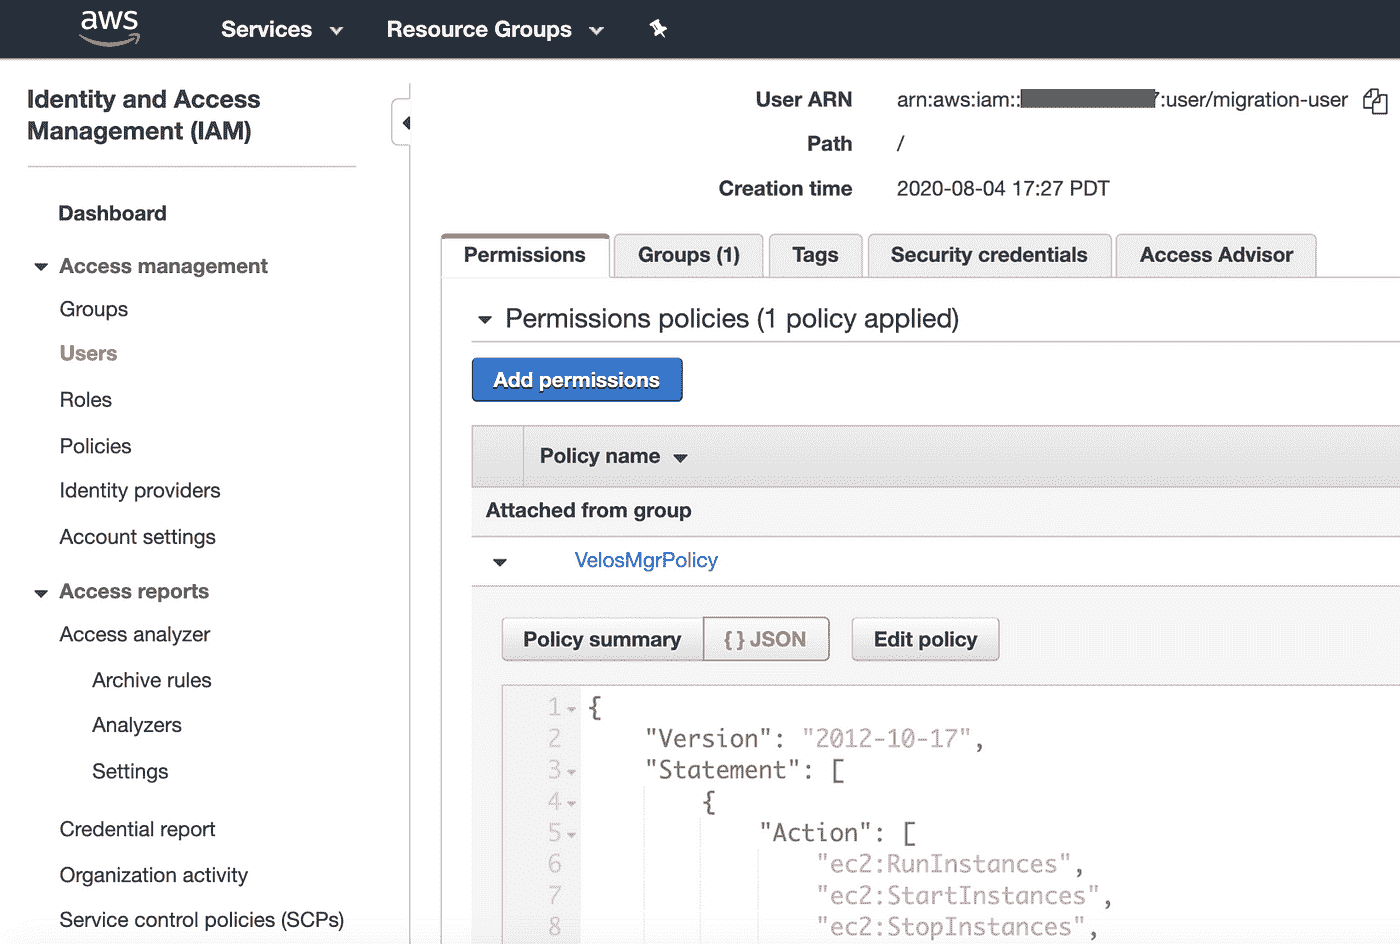 aws Services Resource Groups
Identity and Access
Management (IAM)
Dashboard
Access management
Groups
Users
Roles
Policies
Identity providers
Account settings
Access reports
Access analyzer
Archive rules
Analyzers
Settings
Credential report
Organization activity
Service control policies (SCPs)
User ARN arn:aws:iam:: :user/migration-user
Path /
Creation time 2020-08-04 17:27 PDT
Permissions Groups (1) Tags Security credentials Access Advisor
Permissions policies (1 policy applied)
Add permissions
Policy name
Attached from group
VelosMgrPolicy
Policy summary {} JSON Edit policy
1 {
2 "Version": "2012-10-17",
3 "Statement": [
4 {
5 "Action": [
6 "ec2:RunInstances",
7 "ec2:StartInstances",
8 "ec2:StopInstances",